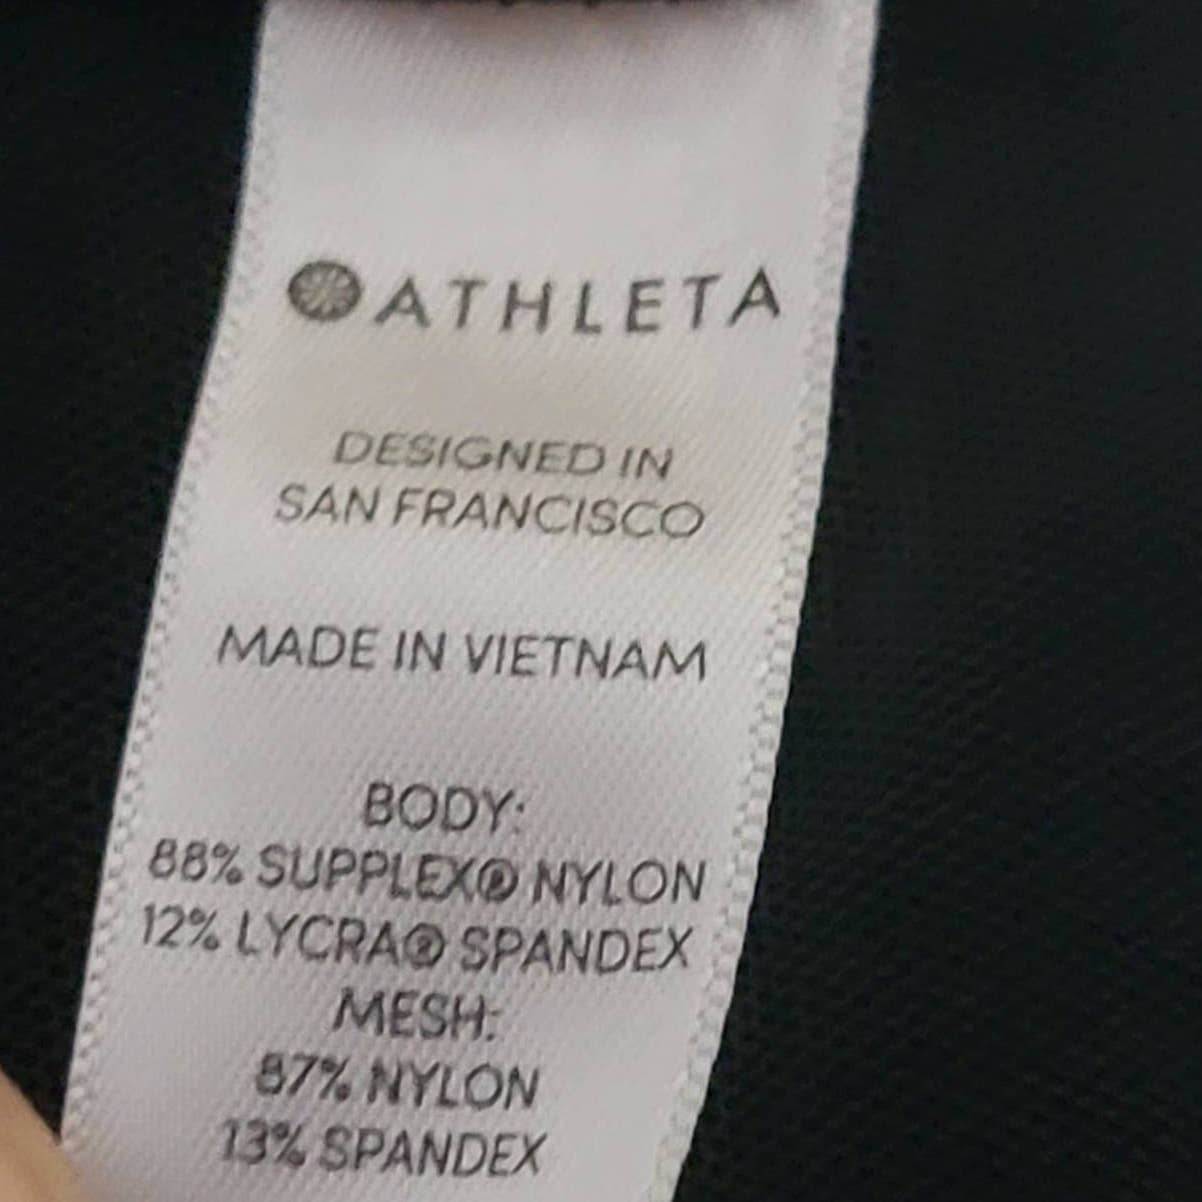 ATHLETA
DESIGNED IN
SAN FRANCISCO
MADE IN VIETNAM
BODY:
88% SUPPLEX® NYLON
12% LYCRA® SPANDEX
MESH:
87% NYLON
13% SPANDEX